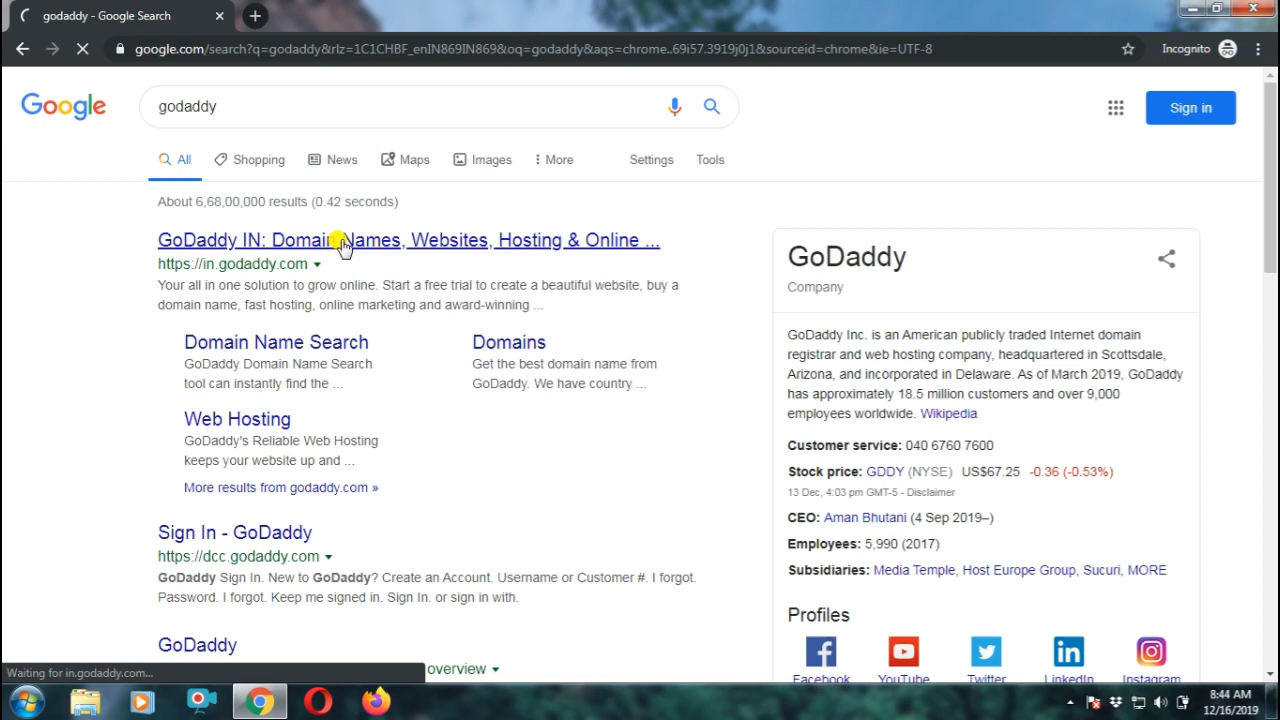 godaddy - Google Search
google.com/search?q=godaddy&rlz=1C1CHBF_enIN869IN869&oq=godaddy&aqs=chrome..69i57.3919j0j1&sourceid=chrome&ie=UTF-8
Incognito
Google
godaddy
Sign in
All
Shopping
News
Maps
Images
More
Settings
Tools
About 6,68,00,000 results (0.42 seconds)
GoDaddy IN: Domain Names, Websites, Hosting & Online ...
https://in.godaddy.com
Your all in one solution to grow online. Start a free trial to create a beautiful website, buy a
domain name, fast hosting, online marketing and award-winning ...
Domain Name Search
GoDaddy Domain Name Search
tool can instantly find the ...
Domains
Get the best domain name from
GoDaddy. We have country ...
Web Hosting
GoDaddy's Reliable Web Hosting
keeps your website up and ...
More results from godaddy.com »
Sign In - GoDaddy
https://dcc.godaddy.com
GoDaddy Sign In. New to GoDaddy? Create an Account. Username or Customer #. I forgot.
Password. I forgot. Keep me signed in. Sign In. or sign in with.
GoDaddy
overview
GoDaddy
Company
GoDaddy Inc. is an American publicly traded Internet domain
registrar and web hosting company, headquartered in Scottsdale,
Arizona, and incorporated in Delaware. As of March 2019, GoDaddy
has approximately 18.5 million customers and over 9,000
employees worldwide. Wikipedia
Customer service: 040 6760 7600
Stock price: GDDY (NYSE) US$67.25 -0.36 (-0.53%)
13 Dec, 4:03 pm GMT-5 - Disclaimer
CEO: Aman Bhutani (4 Sep 2019–)
Employees: 5,990 (2017)
Subsidiaries: Media Temple, Host Europe Group, Sucuri, MORE
Profiles
Facebook
YouTube
Twitter
LinkedIn
Instagram
Waiting for in.godaddy.com...
8:44 AM
12/16/2019